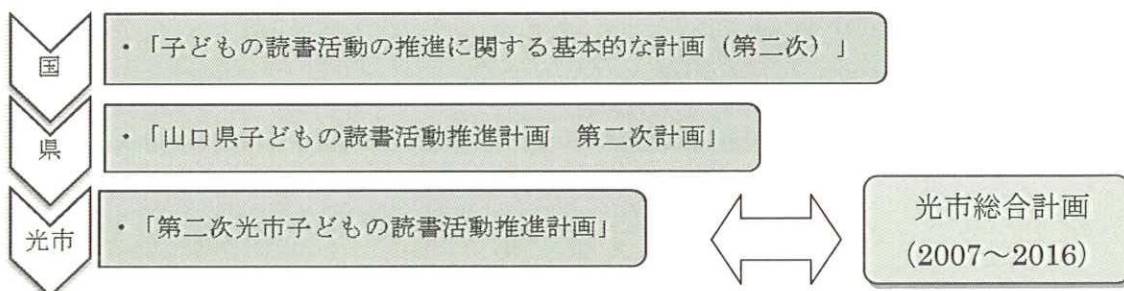 国
・「子どもの読書活動の推進に関する基本的な計画（第二次）」
県
・「山口県子どもの読書活動推進計画　第二次計画」
光市
・「第二次光市子どもの読書活動推進計画」
光市総合計画
（2007～2016）